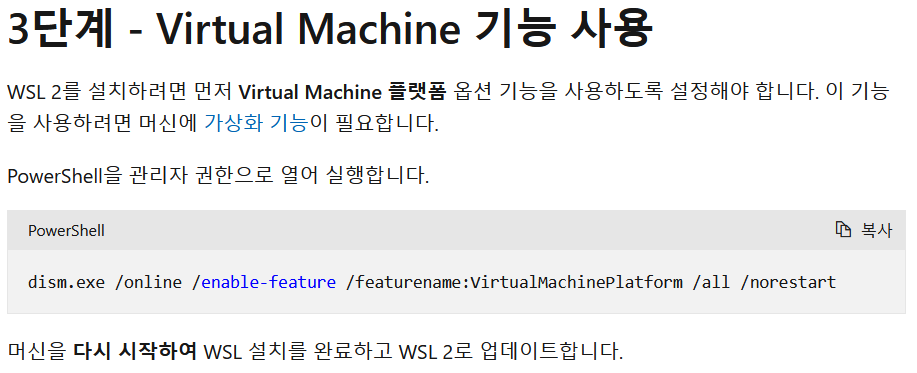 3단계 - Virtual Machine 기능 사용
WSL 2를 설치하려면 먼저 Virtual Machine 플랫폼 옵션 기능을 사용하도록 설정해야 합니다. 이 기능
을 사용하려면 머신에 가상화 기능이 필요합니다.
PowerShell을 관리자 권한으로 열어 실행합니다.
PowerShell 복사
dism.exe /online /enable-feature /featurename:VirtualMachinePlatform /all /norestart
머신을 다시 시작하여 WSL 설치를 완료하고 WSL 2로 업데이트합니다.